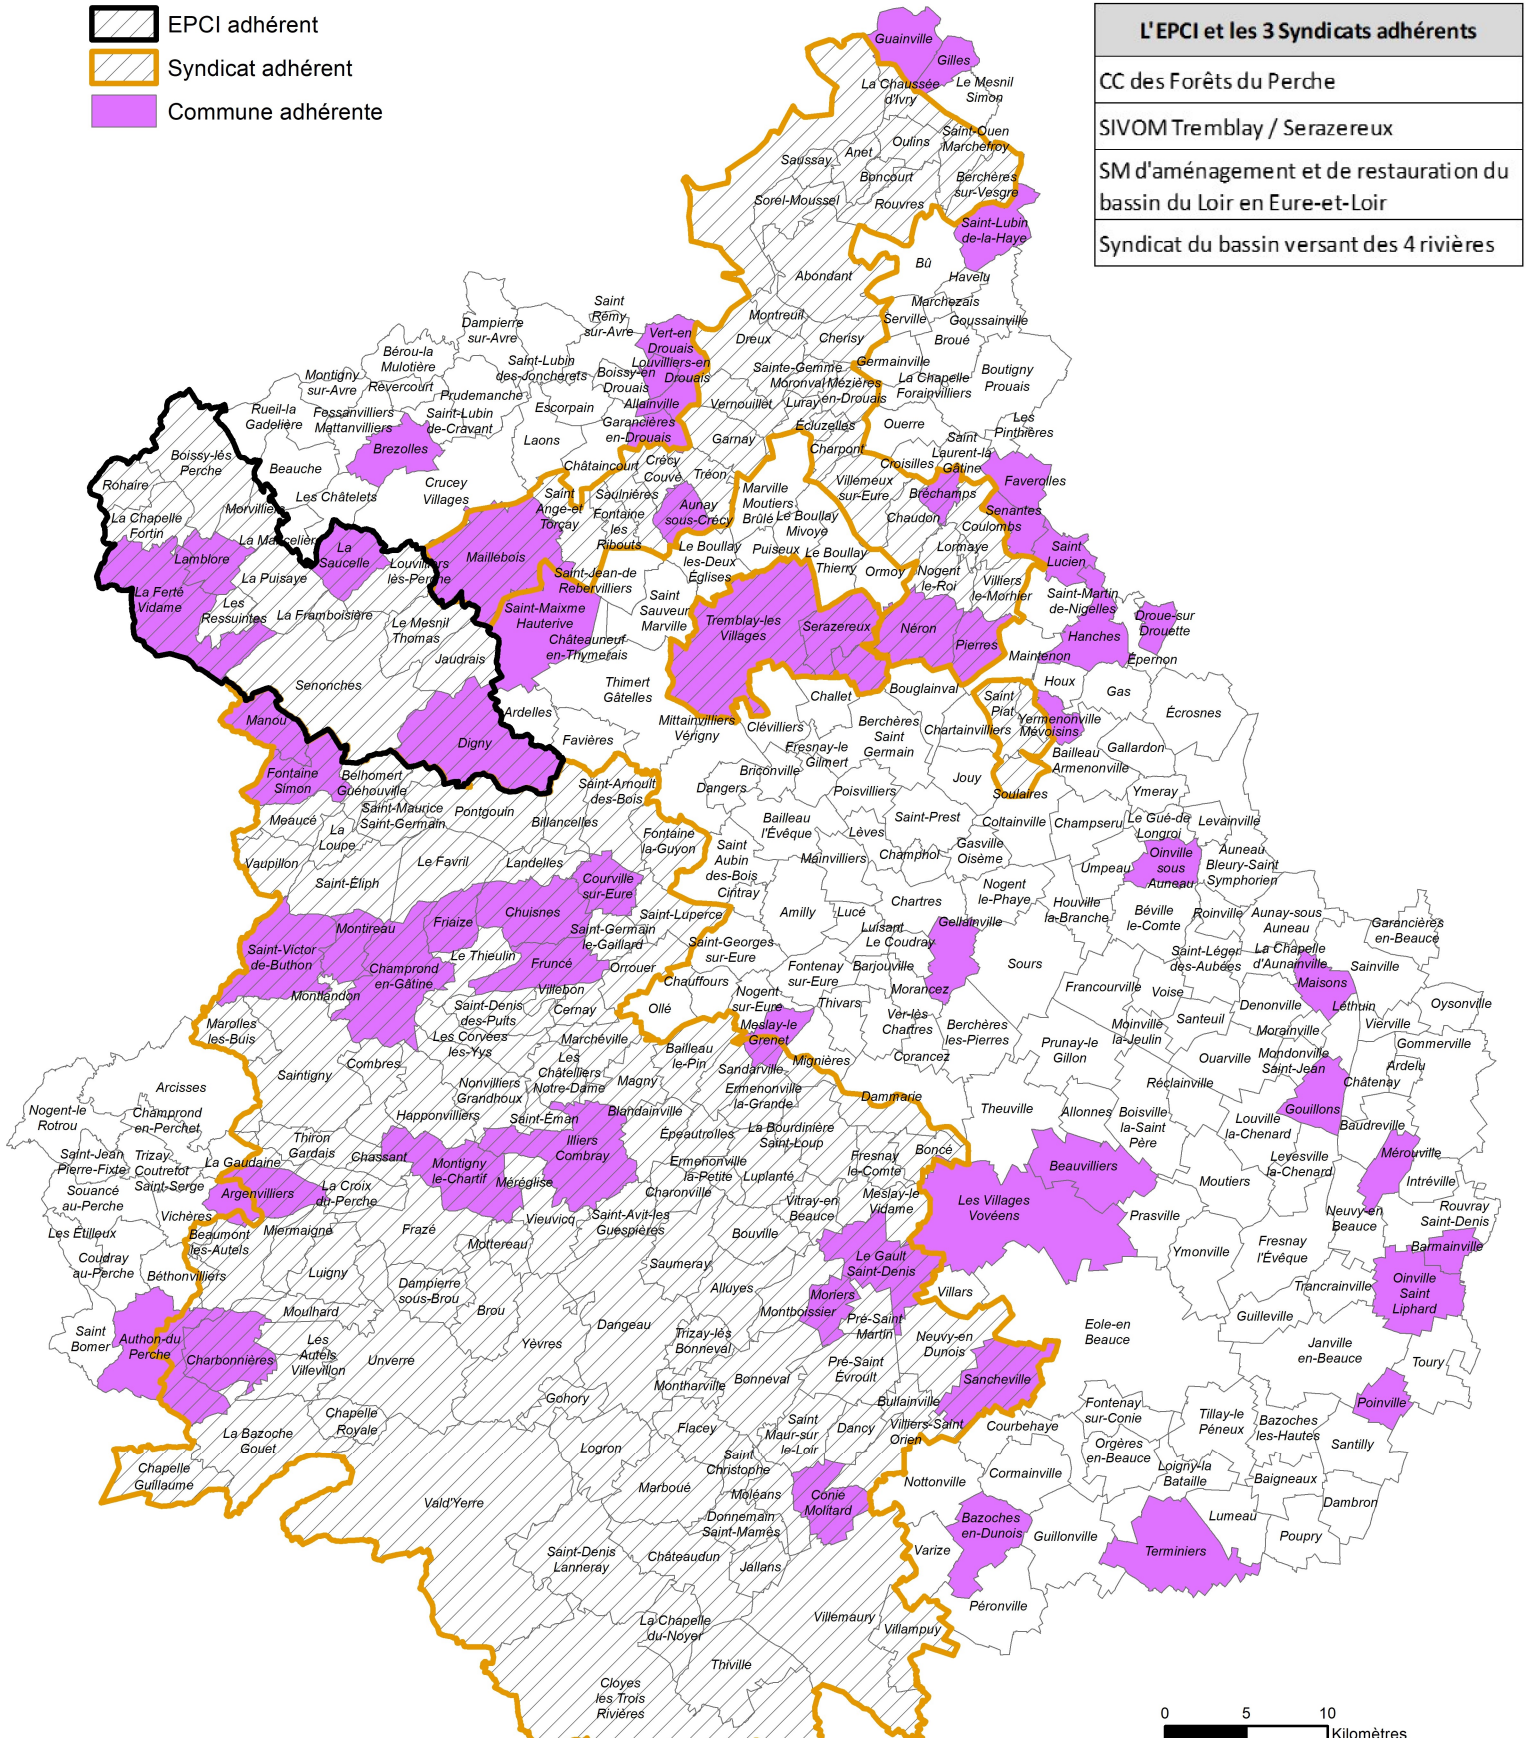 EPCI adhérent
Syndicat adhérent
Commune adhérente
L'EPCI et les 3 Syndicats adhérents
CC des Forêts du Perche
SIVOM Tremblay / Serazereux
SM d'aménagement et de restauration du
bassin du Loir en Eure-et-Loir
Syndicat du bassin versant des 4 rivières
Guainville
Gilles
La Chaussée
d'Ivry
Le Mesnil
Simon
Saint-Ouen
Marchefroy
Oulins
Anet
Saussay
Boncourt
Berchères
sur-Vesgre
Sorel-Moussel
Rouvres
Saint-Lubin
de-la-Haye
Bû
Havelu
Abondant
Marchezais
Serville
Goussainville
Montreuil
Dreux
Cherisy
Broué
Saint
Rémy
sur-Avre
Dampierre
sur-Avre
Vert-en
Drouais
Louvilliers-en
Drouais
Bérou-la
Mulotière
Saint-Lubin
des-Joncherets
Boissy-en
Drouais
Sainte-Gemme
Moronval
Mézières
en-Drouais
Germainville
La Chapelle
Forainvilliers
Boutigny
Prouais
Montigny
sur-Avre
Revercourt
Prudemanche
Allainville
Vernouillet
Luray
Rueil-la
Gadelière
Fessanvilliers
Mattanvilliers
Saint-Lubin
de-Cravant
Escorpain
Garancières
en-Drouais
Écluzelles
Ouerre
Les
Pinthières
Brezolles
Laons
Garnay
Charpont
Saint
Laurent-la
Gâtine
Boissy-lès
Perche
Beauche
Châtaincourt
Crécy
Couvé
Tréon
Croisilles
Faverolles
Rohaire
Les Châtelets
Crucey
Villages
Saint
Ange-et
Torçay
Saulnières
Marville
Moutiers
Brûlé
Villemeux
sur-Eure
Bréchamps
Senantes
Morvilliers
La Chapelle
Fortin
Fontaine
les
Ribouts
Aunay
sous-Crécy
Le Boullay
Mivoye
Chaudon
Coulombs
La Mancelière
Lamblore
La
Saucelle
Louvilliers
lès-Perche
Maillebois
Le Boullay
les-Deux
Églises
Puiseux
Le Boullay
Thierry
Lormaye
Saint
Lucien
La Puisaye
Saint-Jean-de
Rebervilliers
Ormoy
Nogent
le-Roi
Villiers
le-Morhier
La Ferté
Vidame
Les
Ressuintes
La Framboisière
Le Mesnil
Thomas
Saint-Maixme
Hauterive
Saint
Sauveur
Marville
Tremblay-les
Villages
Serazereux
Néron
Pierres
Saint-Martin
de-Nigelles
Hanches
Droue-sur
Drouette
Châteauneuf
en-Thymerais
Jaudrais
Maintenon
Épernon
Senonches
Thimert
Gâtelles
Challet
Bouglainval
Saint
Piat
Houx
Gas
Écrosnes
Manou
Ardelles
Mittainvilliers
Vérigny
Clévilliers
Berchères
Saint
Germain
Chartainvilliers
Yermenonville
Mévoisins
Digny
Favières
Fresnay-le
Gilmert
Bailleau
Armenonville
Gallardon
Fontaine
Simon
Belhomert
Guéhouville
Saint-Arnoult
des-Bois
Dangers
Briconville
Poisvilliers
Jouy
Soulaires
Ymeray
Meaucé
Saint-Maurice
Saint-Germain
Pontgouin
Billancelles
Bailleau
l'Évêque
Lèves
Saint-Prest
Coltainville
Champseru
Le Gué-de
Longroi
Levainville
La
Loupe
Fontaine
la-Guyon
Saint
Aubin
des-Bois
Cintray
Mainvilliers
Champhol
Gasville
Oisème
Oinville
sous
Auneau
Auneau
Bleury-Saint
Symphorien
Vaupillon
Le Favril
Landelles
Umpeau
Saint-Éliph
Courville
sur-Eure
Nogent
le-Phaye
Houville
la-Branche
Chartres
Béville
le-Comte
Roinville
Aunay-sous
Auneau
Garancières
en-Beauce
Montireau
Friaize
Chuisnes
Saint-Luperce
Amilly
Lucé
Luisant
Gellainville
Le Coudray
Saint-Victor
de-Buthon
Saint-Germain
le-Gaillard
Saint-Georges
sur-Eure
Saint-Léger
des-Aubées
La Chapelle
d'Aunainville
Sainville
Le Thieulin
Fruncé
Orrouer
Champrond
en-Gâtine
Fontenay
sur-Eure
Barjouville
Sours
Francourville
Voise
Maisons
Montlandon
Villebon
Chauffours
Nogent
sur-Eure
Morancez
Denonville
Léthuin
Oysonville
Saint-Denis
des-Puits
Cernay
Ollé
Thivars
Ver-lès
Chartres
Berchères
les-Pierres
Santeuil
Morainville
Vierville
Gommerville
Marolles
les-Buis
Les Corvées
les-Yys
Marchéville
Meslay-le
Grenet
Moinville
la-Jeulin
Bailleau
le-Pin
Mignières
Corancez
Prunay-le
Gillon
Ouarville
Mondonville
Saint-Jean
Ardelu
Combres
Saintigny
Les
Châtelliers
Notre-Dame
Magny
Sandarville
Châtenay
Arcisses
Nonvilliers
Grandhoux
Ermenonville
la-Grande
Dammarie
Réclainville
Nogent-le
Rotrou
Champrond
en-Perchet
Happonvilliers
Saint-Éman
Blandainville
Theuville
Allonnes
Boisville
la-Saint
Père
Gouillons
Louville
la-Chenard
Baudreville
Thiron
Gardais
Illiers
Combray
Épeautrolles
La Bourdinière
Saint-Loup
Saint-Jean
Pierre-Fixte
Trizay
Coutretot
Saint-Serge
La Gaudaine
Chassant
Montigny
le-Chartif
Ermenonville
la-Petite
Luplanté
Fresnay
le-Comte
Boncé
Beauvilliers
Levesville
la-Chenard
Mérouville
Souancé
au-Perche
Argenvilliers
La Croix
du-Perche
Méréglise
Charonville
Moutiers
Intréville
Vichères
Vieuvicq
Saint-Avit-les
Guespières
Vitray-en
Beauce
Meslay-le
Vidame
Les Villages
Vovéens
Prasville
Neuvy-en
Beauce
Rouvray
Saint-Denis
Les Étilleux
Beaumont
les-Autels
Miermaigne
Frazé
Mottereau
Bouville
Ymonville
Fresnay
l'Évêque
Barmainville
Coudray
au-Perche
Béthonvilliers
Luigny
Saumeray
Le Gault
Saint-Denis
Dampierre
sous-Brou
Alluyes
Villars
Trancrainville
Oinville
Saint
Liphard
Moulhard
Brou
Moriers
Montboissier
Guilleville
Saint
Bomer
Authon-du
Perche
Dangeau
Pré-Saint
Martin
Eole-en
Beauce
Les
Autels
Villevillon
Yèvres
Trizay-lès
Bonneval
Neuvy-en
Dunois
Janville
en-Beauce
Charbonnières
Unverre
Pré-Saint
Évroult
Toury
Montharville
Bonneval
Sancheville
Gohory
Bullainville
Poinville
Chapelle
Royale
Flacey
Saint
Maur-sur
le-Loir
Dancy
Villiers-Saint
Orien
Courbehaye
Fontenay
sur-Conie
Tillay-le
Péneux
Bazoches
les-Hautes
La Bazoche
Gouet
Logron
Saint
Christophe
Orgères
en-Beauce
Santilly
Chapelle
Guillaume
Marboué
Moléans
Nottonville
Cormainville
Loigny-la
Bataille
Baigneaux
Vald'Yerre
Conie
Molitard
Donnemain
Saint-Mamès
Bazoches
en-Dunois
Guillonville
Lumeau
Dambron
Poupry
Saint-Denis
Lanneray
Châteaudun
Jallans
Varize
Terminiers
Péronville
La Chapelle
du-Noyer
Villemaury
Villampuy
Thiville
Cloyes
les Trois
Rivières
0 5 10
Kilomètres